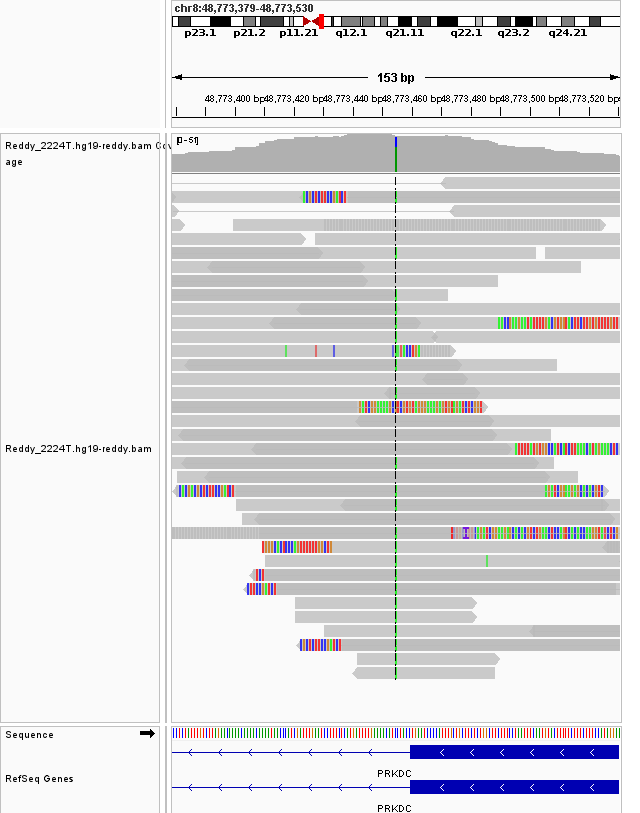 chr8:48,773,379-48,773,530
p23.1 p21.2 p11.21 q12.1 q21.11 q22.1 q23.2 q24.21
153 bp
48,773,400 bp 48,773,420 bp 48,773,440 bp 48,773,460 bp 48,773,480 bp 48,773,500 bp 48,773,520 bp
Reddy_2224T.hg19-reddy.bam Cov
age
[0-51]
I
Reddy_2224T.hg19-reddy.bam
Sequence
PRKDC
RefSeq Genes
PRKDC